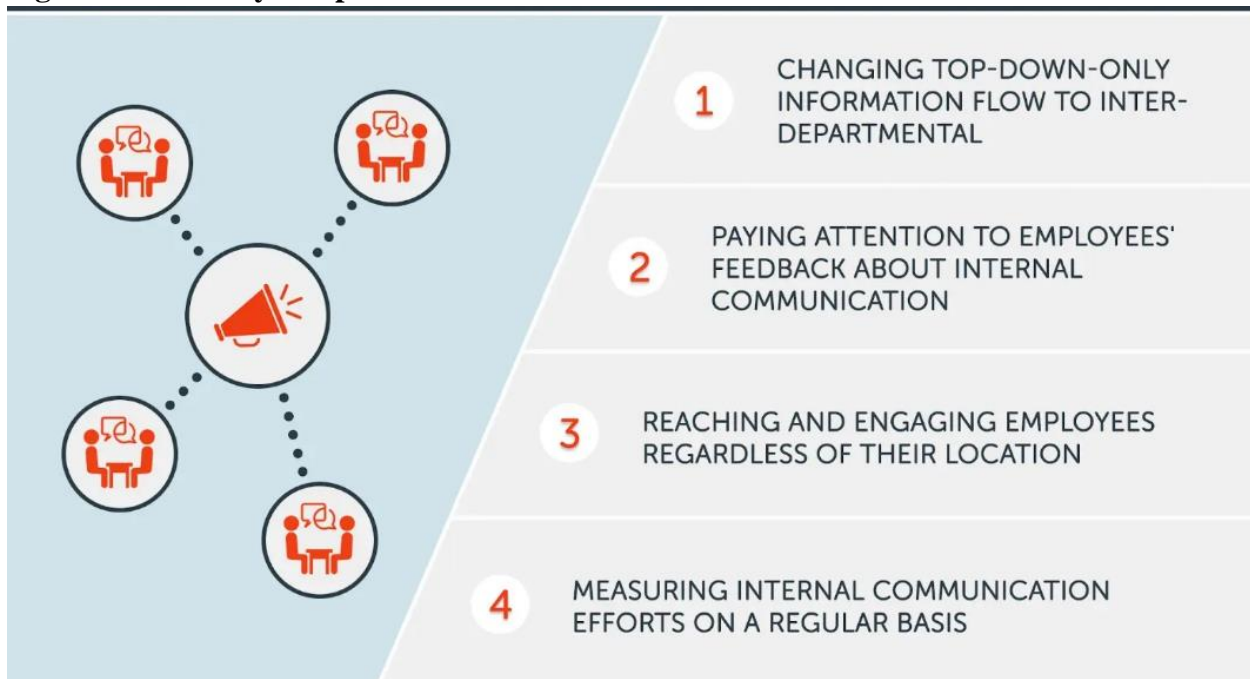 1
CHANGING TOP-DOWN-ONLY
INFORMATION FLOW TO INTER-
DEPARTMENTAL
2
PAYING ATTENTION TO EMPLOYEES'
FEEDBACK ABOUT INTERNAL
COMMUNICATION
3
REACHING AND ENGAGING EMPLOYEES
REGARDLESS OF THEIR LOCATION
4
MEASURING INTERNAL COMMUNICATION
EFFORTS ON A REGULAR BASIS